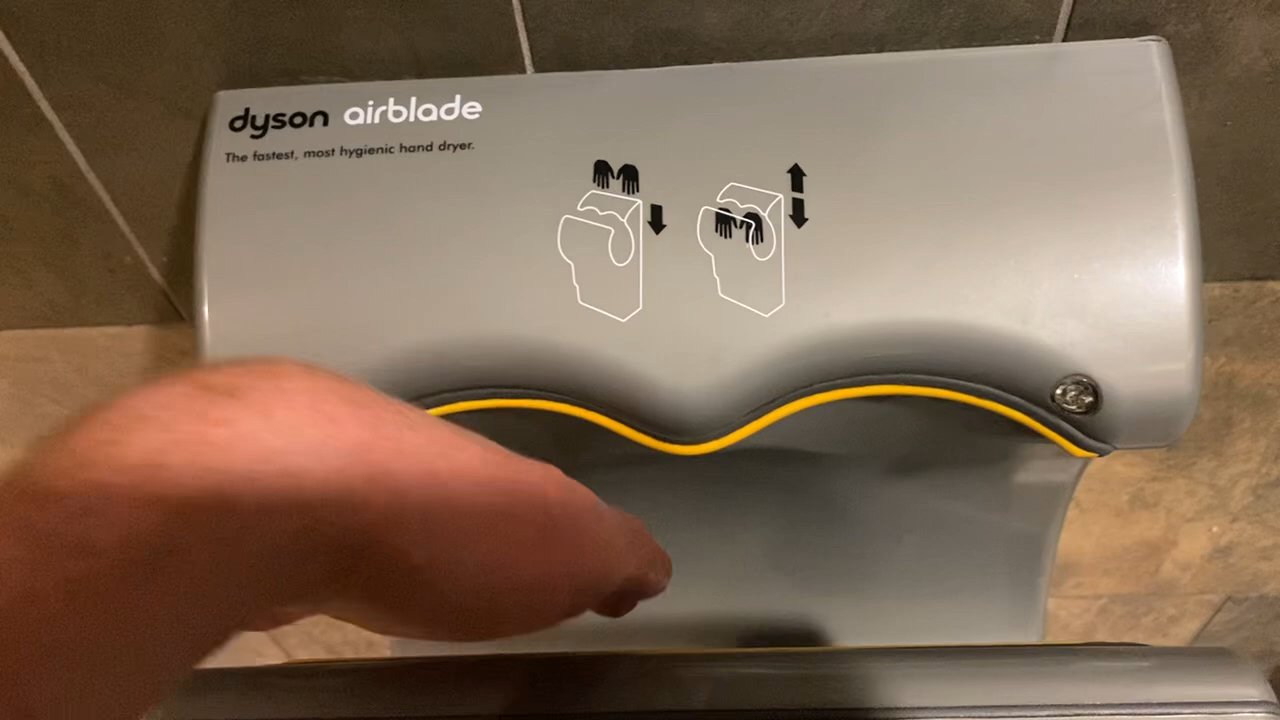 dyson airblade
The fastest, most hygienic hand dryer.